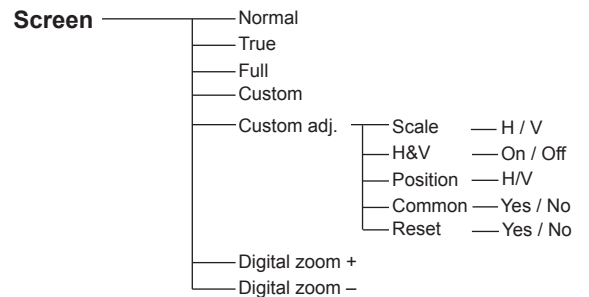 Screen Normal
True
Full
Custom
Custom adj. Scale H / V
H&V On / Off
Position H/V
Common Yes / No
Reset Yes / No
Digital zoom +
Digital zoom –